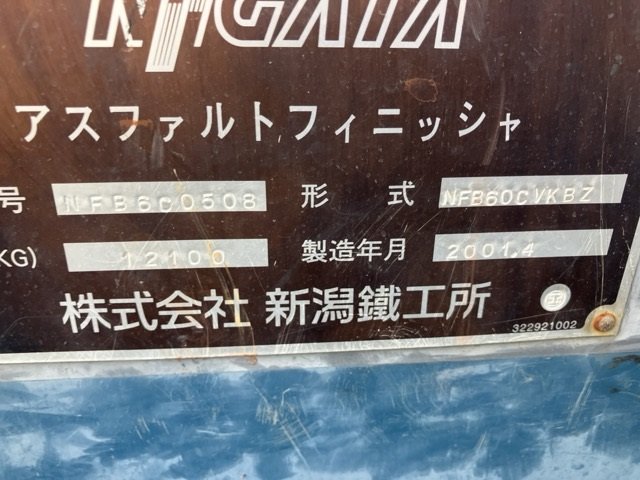 NIIGATA
アスファルトフィニッシャ
号 NFB6C0508 形 式 NFB60CVKBZ
KG) 12100 製造年月 2001.4
株式会社 新潟鐵工所
322921002